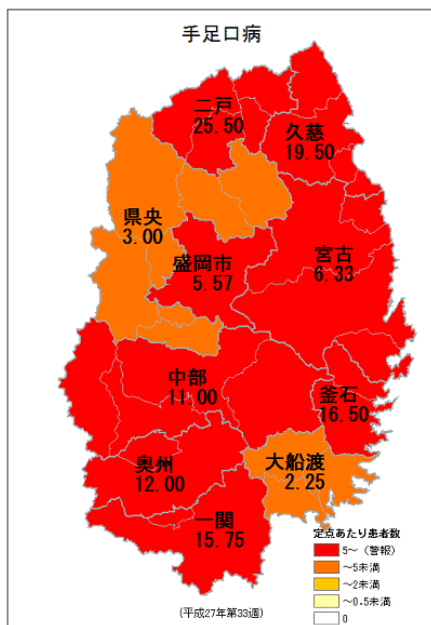 手足口病
二戸
25.50
久慈
19.50
県央
3.00
盛岡市
5.57
宮古
6.33
中部
11.00
釜石
16.50
奥州
12.00
大船渡
2.25
一関
15.75
定点あたり患者数
5～（警報）
～5未満
～2未満
～0.5未満
0
(平成27年第33週)